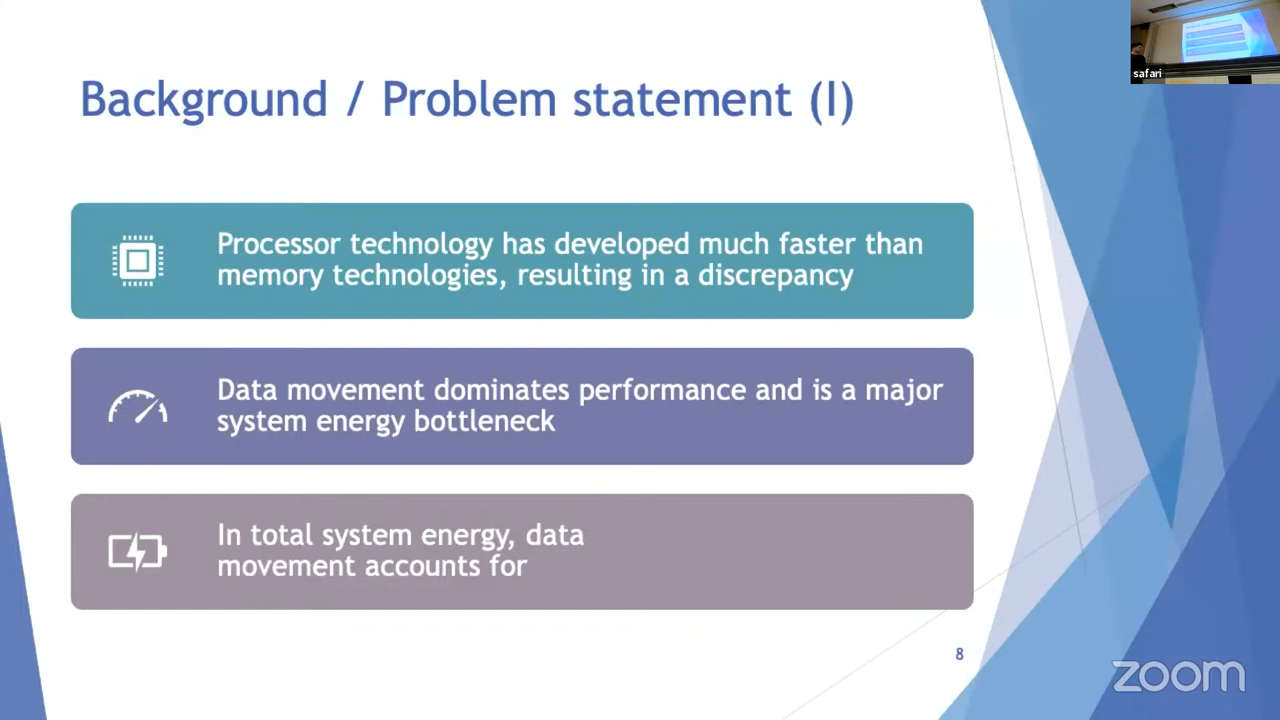 safari
Background / Problem statement (I)
Processor technology has developed much faster than
memory technologies, resulting in a discrepancy
Data movement dominates performance and is a major
system energy bottleneck
In total system energy, data
movement accounts for
8
zoom